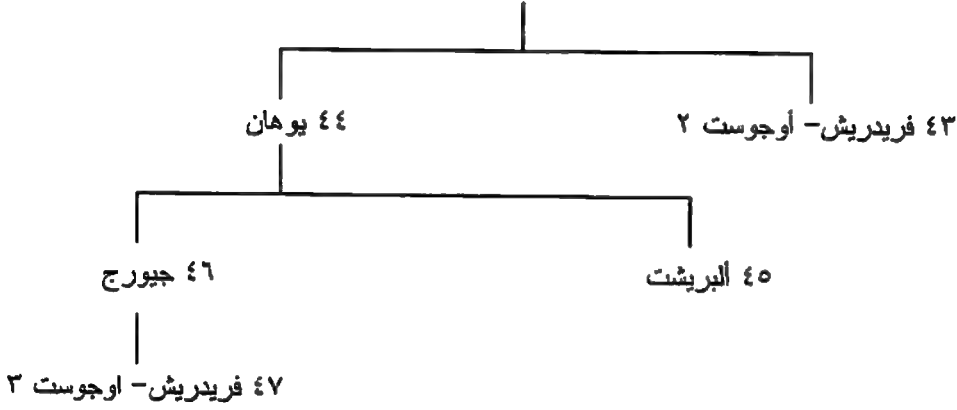 ٤٣ فريدريش- أوجوست ٢
٤٤ يوهان
٤٥ ألبريشت
٤٦ جيورج
٤٧ فريدريش- اوجوست ٣